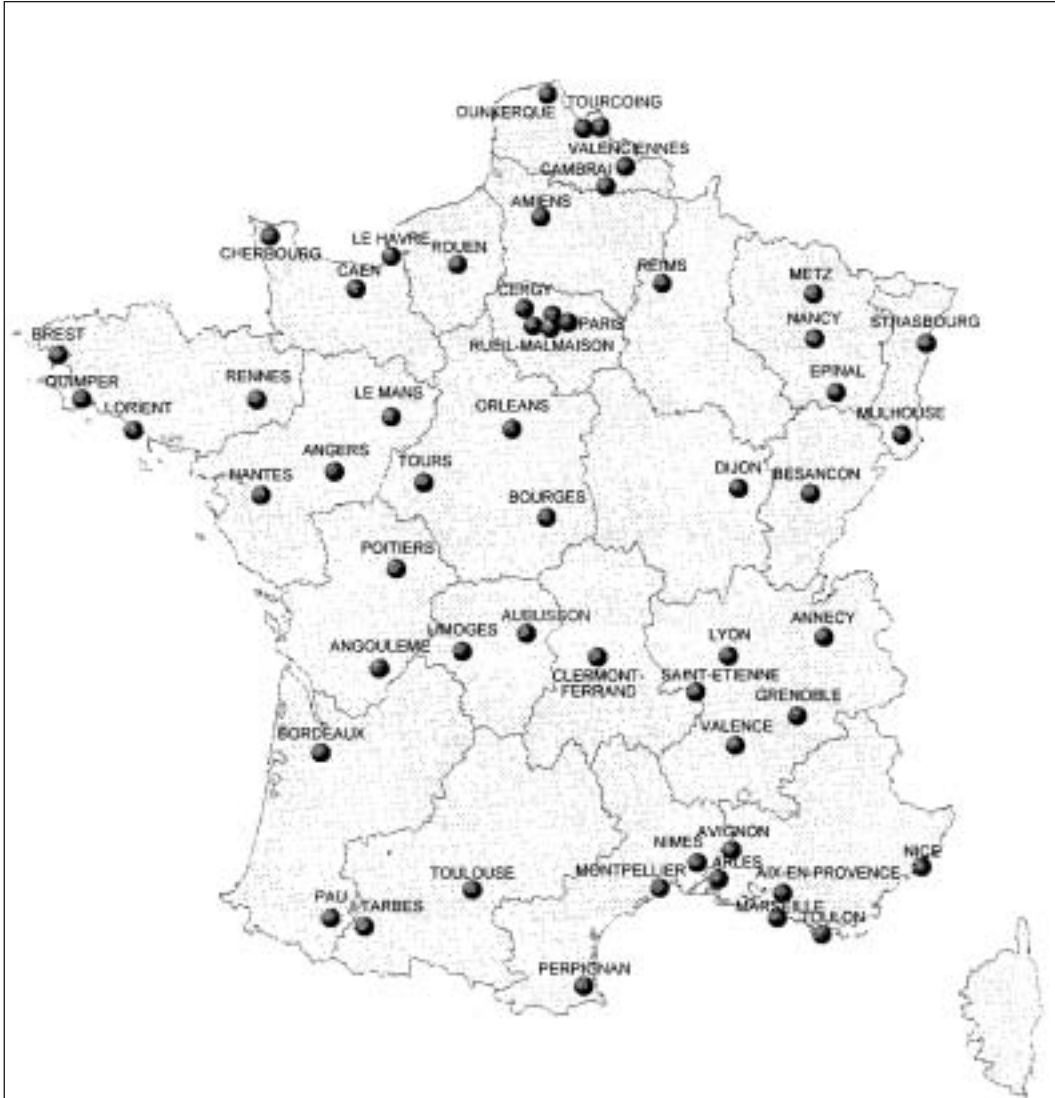 DUNKERQUE
TOURCOING
VALENCIENNES
CAMBRAI
AMIENS
CHERBOURG
LE HAVRE
ROUEN
CAEN
REIMS
METZ
CERGY
PARIS
NANCY
STRASBOURG
RUEIL-MALMAISON
BREST
QUIMPER
RENNES
LE MANS
ORLEANS
EPINAL
LORIENT
MULHOUSE
ANGERS
TOURS
NANTES
DIJON
BESANCON
BOURGES
POITIERS
AUBUSSON
ANNECY
LIMOGES
LYON
ANGOULEME
CLERMONT-
FERRAND
SAINT-ETIENNE
GRENOBLE
VALENCE
BORDEAUX
AVIGNON
NIMES
ARLES
NICE
TOULOUSE
MONTPELLIER
AIX-EN-PROVENCE
PAU
TARBES
MARSEILLE
TOULON
PERPIGNAN